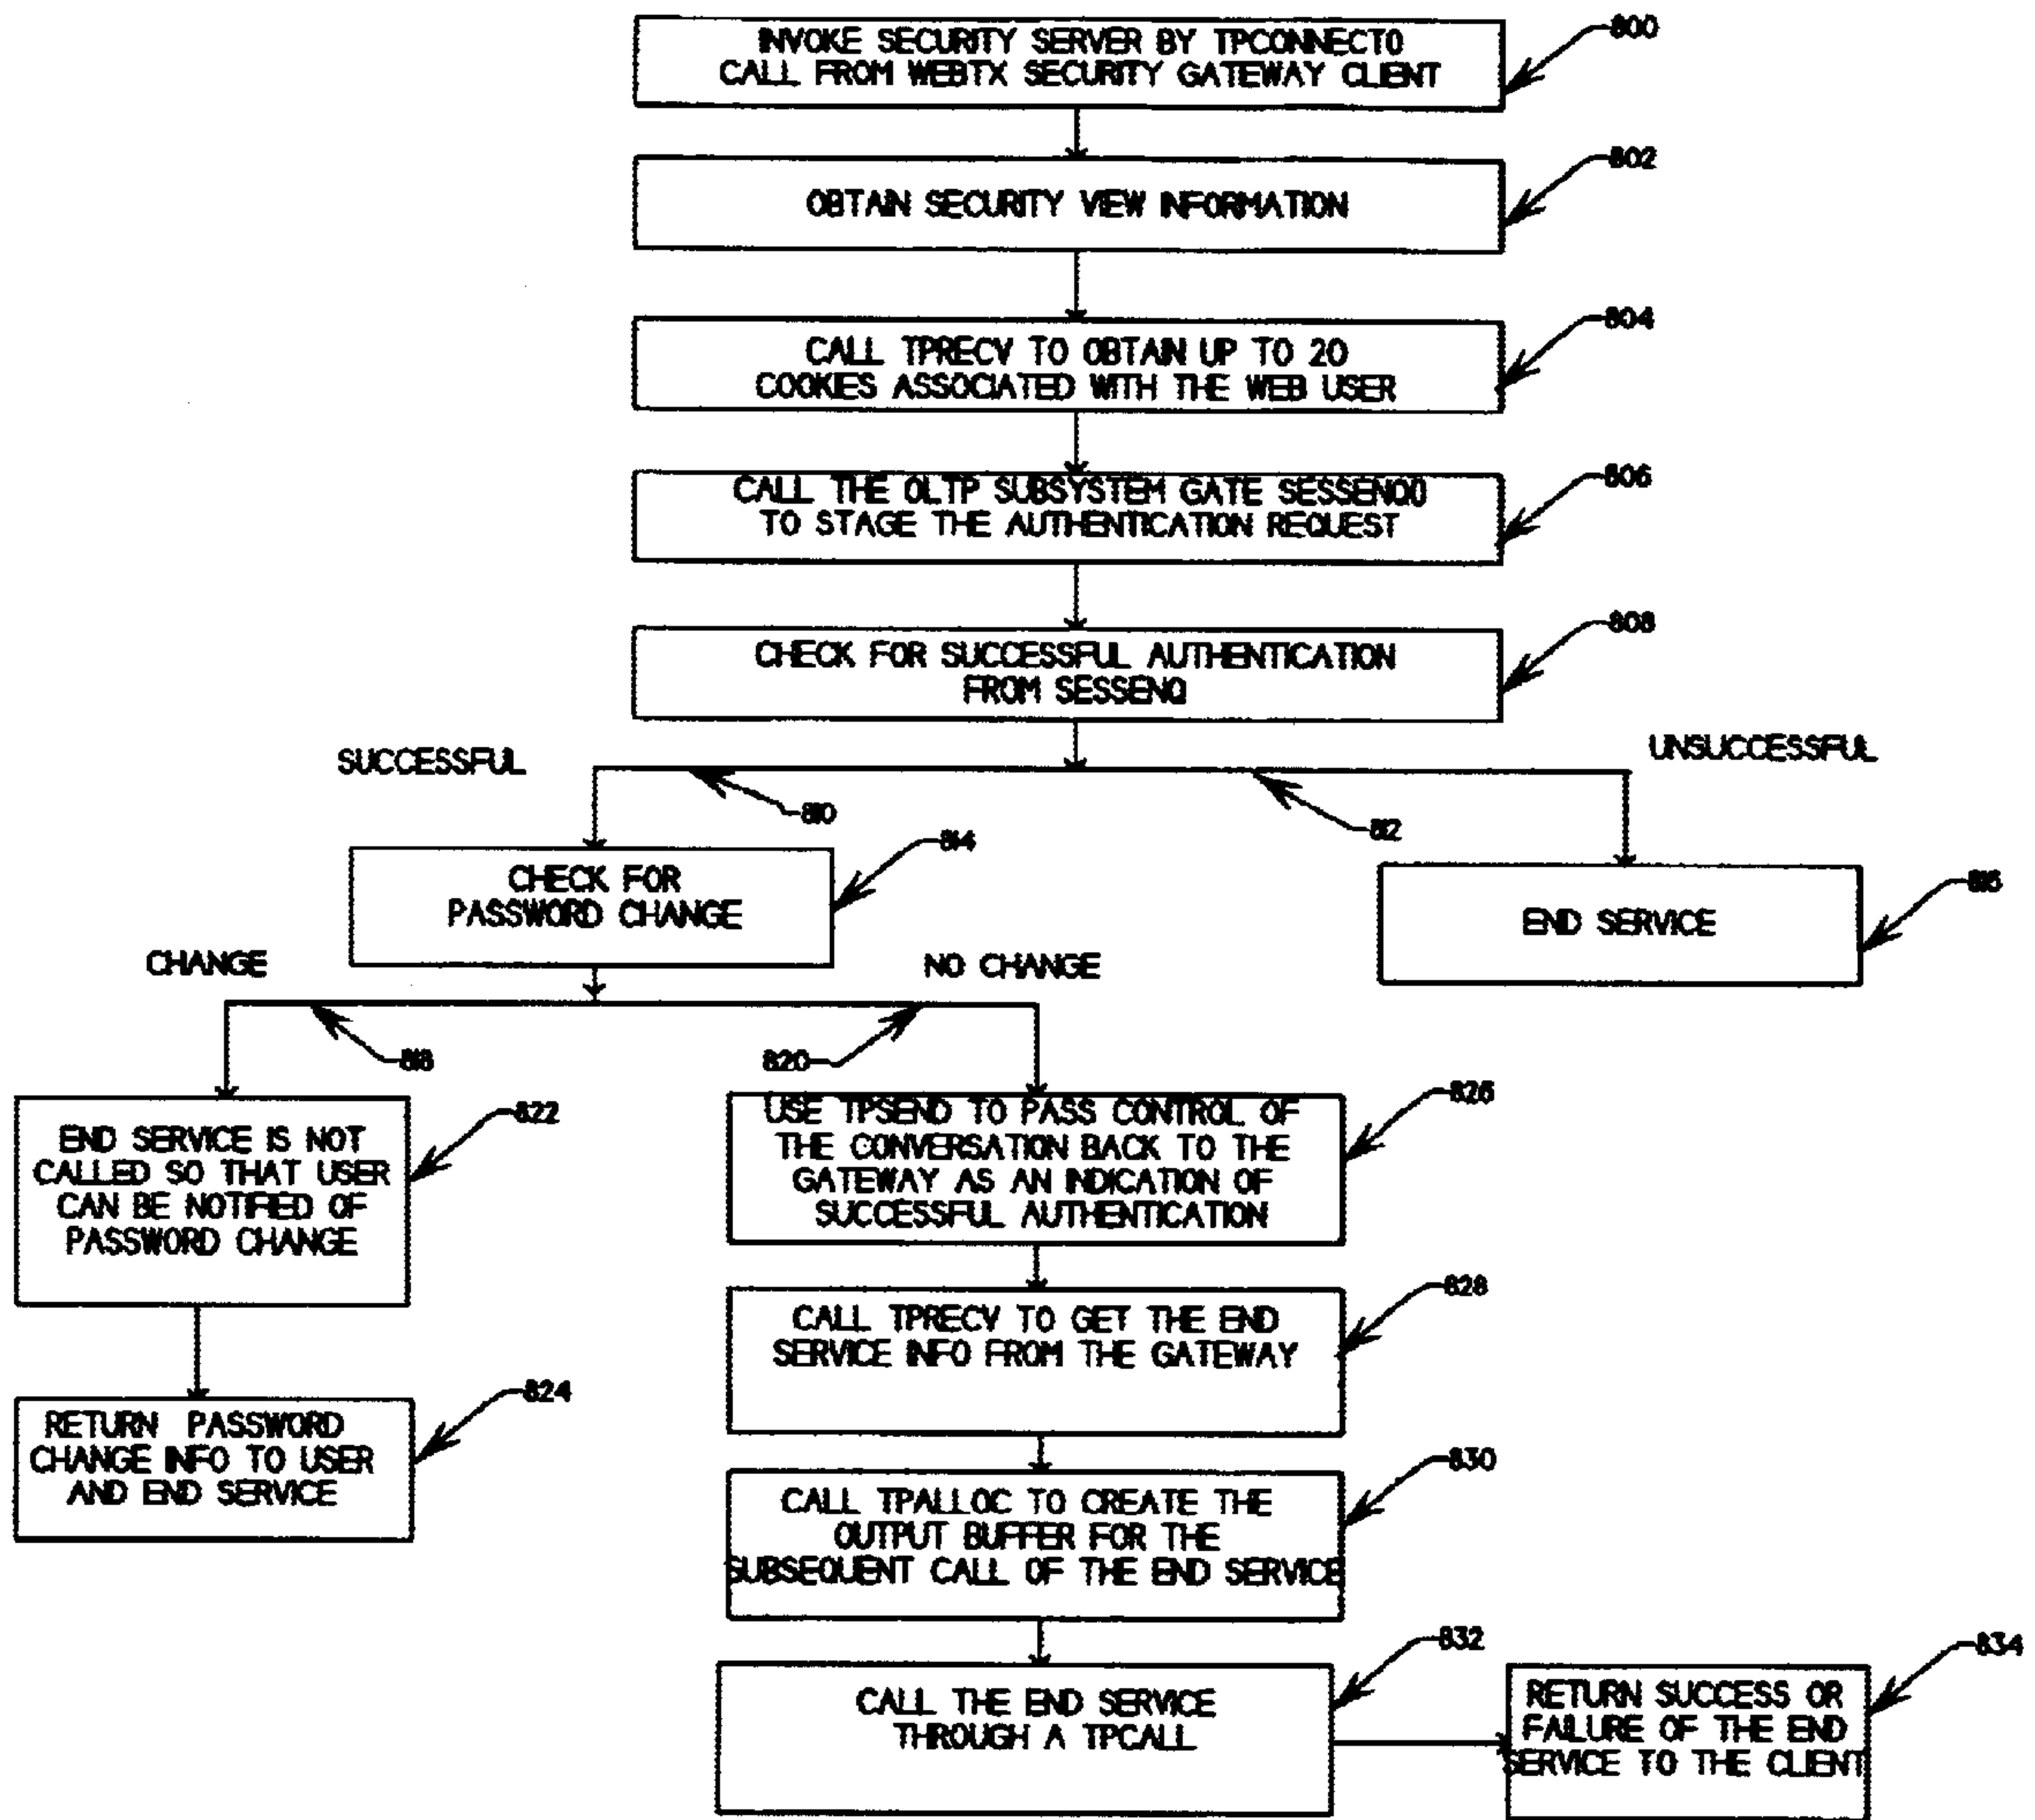 INVOKE SECURITY SERVER BY TPCONNECT()
CALL FROM WEBTX SECURITY GATEWAY CLIENT
800
OBTAIN SECURITY VIEW INFORMATION
802
CALL TPRECV TO OBTAIN UP TO 20
COOKIES ASSOCIATED WITH THE WEB USER
804
CALL THE OLTP SUBSYSTEM GATE SESSENQ()
TO STAGE THE AUTHENTICATION REQUEST
806
CHECK FOR SUCCESSFUL AUTHENTICATION
FROM SESSENQ
808
SUCCESSFUL
UNSUCCESSFUL
810
812
CHECK FOR
PASSWORD CHANGE
814
END SERVICE
816
CHANGE
NO CHANGE
818
820
END SERVICE IS NOT
CALLED SO THAT USER
CAN BE NOTIFIED OF
PASSWORD CHANGE
822
USE TPSEND TO PASS CONTROL OF
THE CONVERSATION BACK TO THE
GATEWAY AS AN INDICATION OF
SUCCESSFUL AUTHENTICATION
826
CALL TPRECV TO GET THE END
SERVICE INFO FROM THE GATEWAY
828
RETURN PASSWORD
CHANGE INFO TO USER
AND END SERVICE
824
CALL TPALLOC TO CREATE THE
OUTPUT BUFFER FOR THE
SUBSEQUENT CALL OF THE END SERVICE
830
CALL THE END SERVICE
THROUGH A TPCALL
832
RETURN SUCCESS OR
FAILURE OF THE END
SERVICE TO THE CLIENT
834